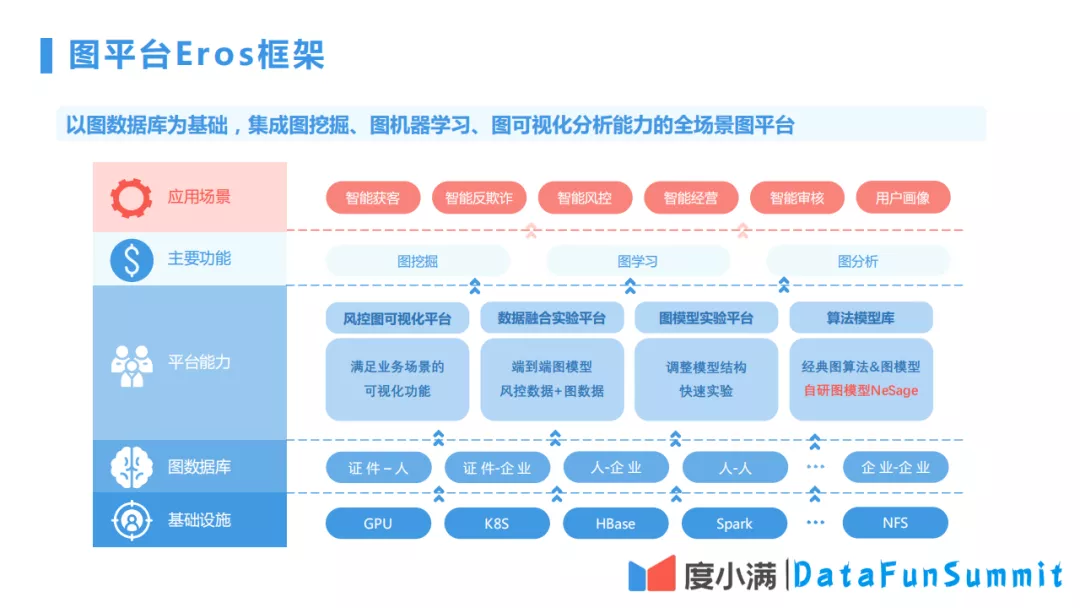 图平台Eros框架
以图数据库为基础，集成图挖掘、图机器学习、图可视化分析能力的全场景图平台
应用场景
智能获客
智能反欺诈
智能风控
智能经营
智能审核
用户画像
主要功能
图挖掘
图学习
图分析
平台能力
风控图可视化平台
满足业务场景的
可视化功能
数据融合实验平台
端到端图模型
风控数据+图数据
图模型实验平台
调整模型结构
快速实验
算法模型库
经典图算法&图模型
自研图模型NeSage
图数据库
证件–人
证件-企业
人-企业
人-人
···
企业-企业
基础设施
GPU
K8S
HBase
Spark
···
NFS
度小满 | DataFunSummit